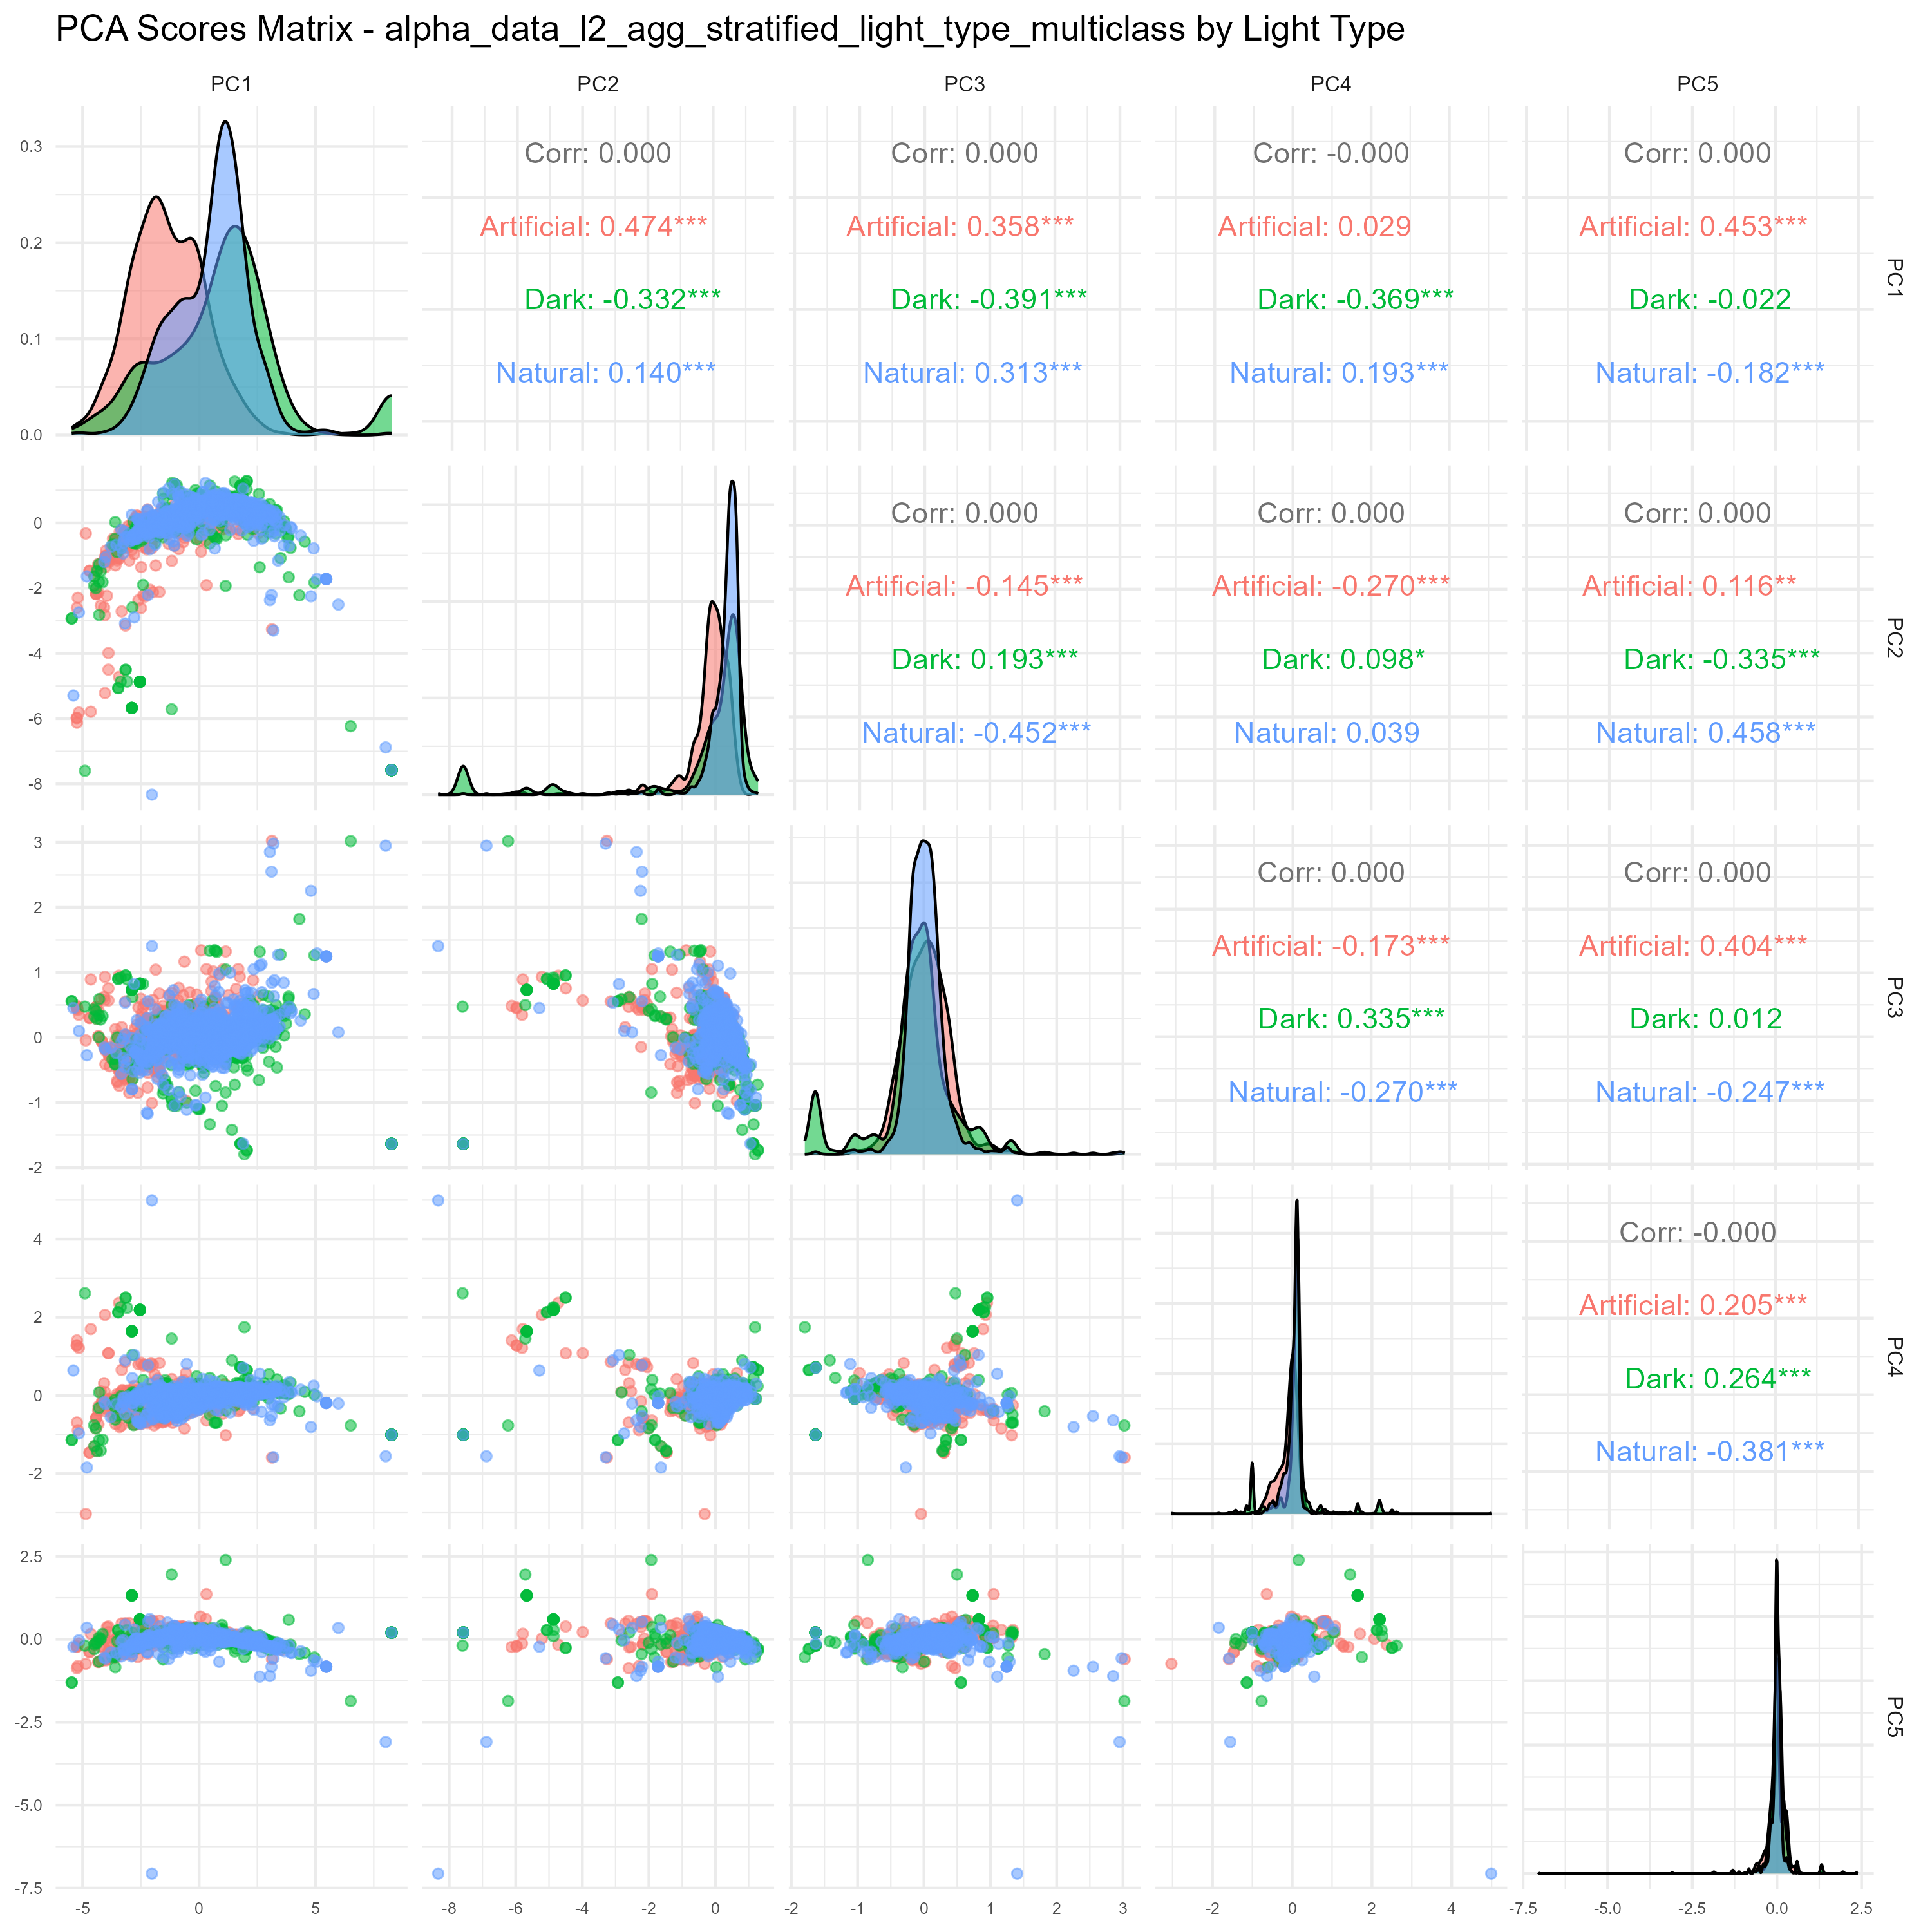 PCA Scores Matrix - alpha_data_l2_agg_stratified_light_type_multiclass by Light Type
PC1 PC2 PC3 PC4 PC5
0.3
0.2
0.1
0.0
Corr: 0.000
Artificial: 0.474***
Dark: -0.332***
Natural: 0.140***
Corr: 0.000
Artificial: 0.358***
Dark: -0.391***
Natural: 0.313***
Corr: -0.000
Artificial: 0.029
Dark: -0.369***
Natural: 0.193***
Corr: 0.000
Artificial: 0.453***
Dark: -0.022
Natural: -0.182***
PC1
0
-2
-4
-6
-8
Corr: 0.000
Artificial: -0.145***
Dark: 0.193***
Natural: -0.452***
Corr: 0.000
Artificial: -0.270***
Dark: 0.098*
Natural: 0.039
Corr: 0.000
Artificial: 0.116**
Dark: -0.335***
Natural: 0.458***
PC2
3
2
1
0
-1
-2
Corr: 0.000
Artificial: -0.173***
Dark: 0.335***
Natural: -0.270***
Corr: 0.000
Artificial: 0.404***
Dark: 0.012
Natural: -0.247***
PC3
4
2
0
-2
Corr: -0.000
Artificial: 0.205***
Dark: 0.264***
Natural: -0.381***
PC4
2.5
0.0
-2.5
-5.0
-7.5
PC5
-5 0 5
-8 -6 -4 -2 0
-2 -1 0 1 2 3
-2 0 2 4
-7.5 -5.0 -2.5 0.0 2.5